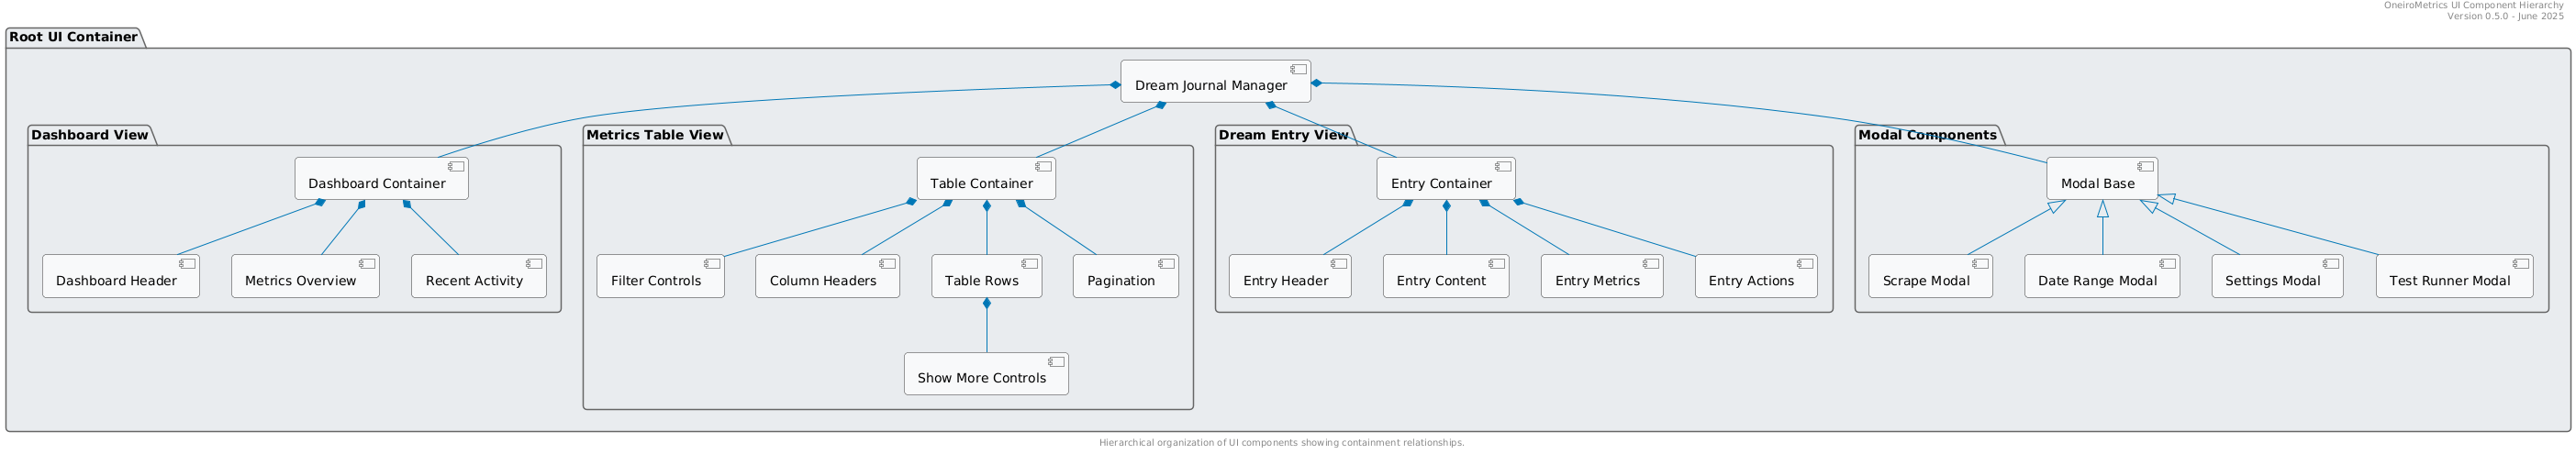 OneiroMetrics UI Component Hierarchy
Version 0.5.0 - June 2025
Root UI Container
Dream Journal Manager
Dashboard View
Metrics Table View
Dream Entry View
Modal Components
Dashboard Container
Table Container
Entry Container
Modal Base
Dashboard Header
Metrics Overview
Recent Activity
Filter Controls
Column Headers
Table Rows
Pagination
Entry Header
Entry Content
Entry Metrics
Entry Actions
Scrape Modal
Date Range Modal
Settings Modal
Test Runner Modal
Show More Controls
Hierarchical organization of UI components showing containment relationships.